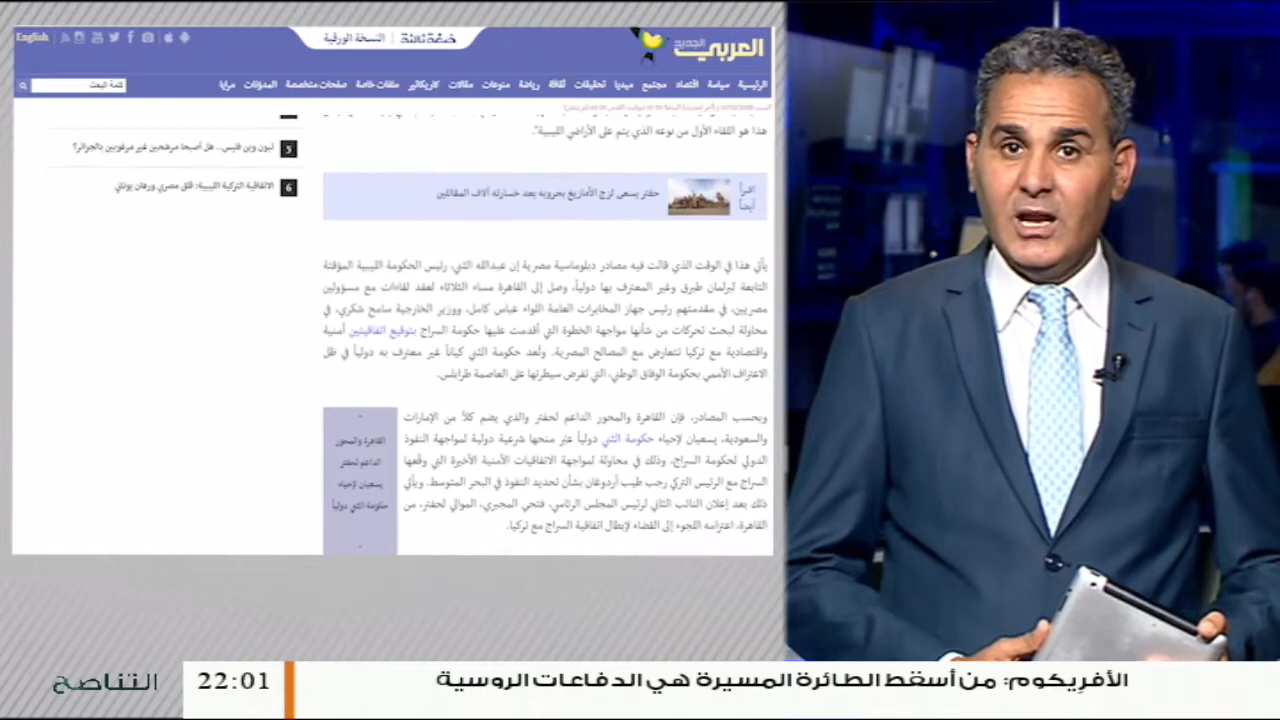 English
ضفة ثالثة | النسخة الورقية
العربي الجديد
الرئيسية سياسة اقتصاد مجتمع ميديا تحقيقات ثقافة رياضة منوعات مقالات كاريكاتير ملفات خاصة صفحات متخصصة المدونات مرايا
كلمة البحث
هذا هو اللقاء الأول من نوعه الذي يتم على الأراضي الليبية".
5 تبون وبن فليس.. هل أصبحا مرشحين غير مرغوبين بالجزائر؟
6 الاتفاقية التركية الليبية: قلق مصري ورهان يوناني
اقرأ أيضاً
حفتر يسعى لزج الأمازيغ بحروبه بعد خسارته آلاف المقاتلين
يأتي هذا في الوقت الذي قالت فيه مصادر دبلوماسية مصرية إن عبدالله الثني، رئيس الحكومة الليبية المؤقتة
التابعة لبرلمان طبرق وغير المعترف بها دولياً، وصل إلى القاهرة مساء الثلاثاء لعقد لقاءات مع مسؤولين
مصريين، في مقدمتهم رئيس جهاز المخابرات العامة اللواء عباس كامل، ووزير الخارجية سامح شكري، في
محاولة لبحث تحركات من شأنها مواجهة الخطوة التي أقدمت عليها حكومة السراج بتوقيع اتفاقيتين أمنية
واقتصادية مع تركيا تتعارض مع المصالح المصرية. وتُعد حكومة الثني كياناً غير معترف به دولياً في ظل
الاعتراف الأممي بحكومة الوفاق الوطني، التي تفرض سيطرتها على العاصمة طرابلس.
وبحسب المصادر، فإن القاهرة والمحور الداعم لحفتر والذي يضم كلاً من الإمارات
والسعودية، يسعيان لإحياء حكومة الثني دولياً عبر منحها شرعية دولية لمواجهة النفوذ
الدولي لحكومة السراج، وذلك في محاولة لمواجهة الاتفاقيات الأمنية الأخيرة التي وقّعها
السراج مع الرئيس التركي رجب طيب أردوغان بشأن تحديد النفوذ في البحر المتوسط. ويأتي
ذلك بعد إعلان النائب الثاني لرئيس المجلس الرئاسي، فتحي المجبري، الموالي لحفتر، من
القاهرة، اعتزامه اللجوء إلى القضاء لإبطال اتفاقية السراج مع تركيا.
القاهرة والمحور
الداعم لحفتر
يسعيان لإحياء
حكومة الثني دولياً
الأفريكوم: من أسقط الطائرة المسيرة هي الدفاعات الروسية
22:01
التناصح